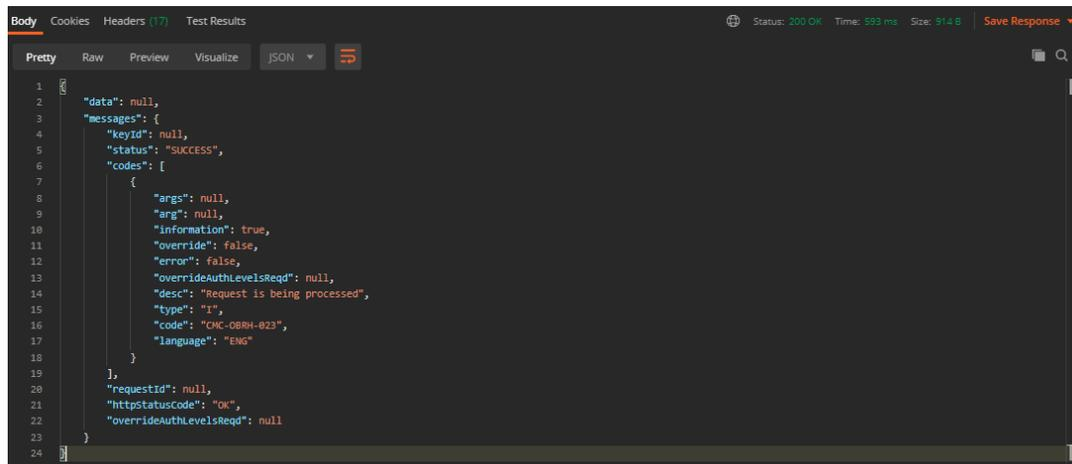 Body Cookies Headers (17) Test Results Status: 200 OK Time: 593 ms Size: 914 B Save Response
Pretty Raw Preview Visualize JSON
1 {
2 "data": null,
3 "messages": {
4 "keyId": null,
5 "status": "SUCCESS",
6 "codes": [
7 {
8 "args": null,
9 "arg": null,
10 "information": true,
11 "override": false,
12 "error": false,
13 "overrideAuthLevelsReqd": null,
14 "desc": "Request is being processed",
15 "type": "I",
16 "code": "CMC-OBRH-023",
17 "language": "ENG"
18 }
19 ],
20 "requestId": null,
21 "httpStatusCode": "OK",
22 "overrideAuthLevelsReqd": null
23 }
24 }